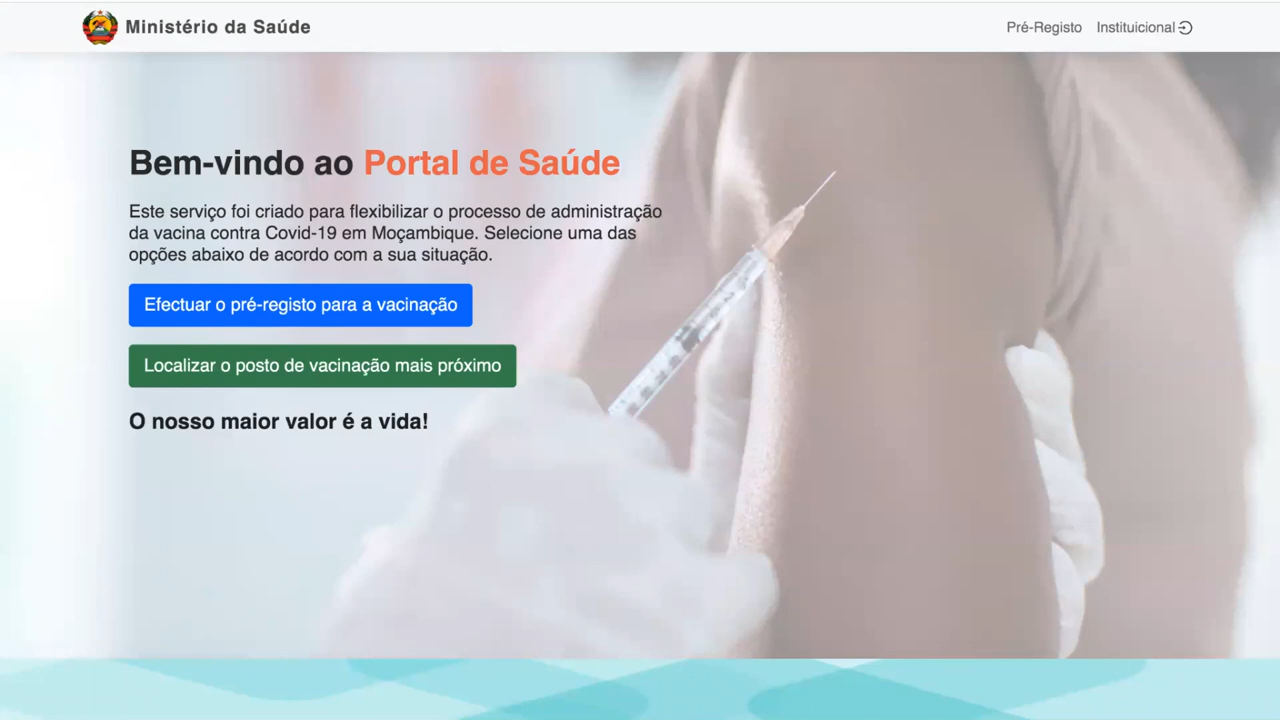 Ministério da Saúde
Pré-Registo
Instituicional
Bem-vindo ao Portal de Saúde
Este serviço foi criado para flexibilizar o processo de administração
da vacina contra Covid-19 em Moçambique. Selecione uma das
opções abaixo de acordo com a sua situação.
Efectuar o pré-registo para a vacinação
Localizar o posto de vacinação mais próximo
O nosso maior valor é a vida!